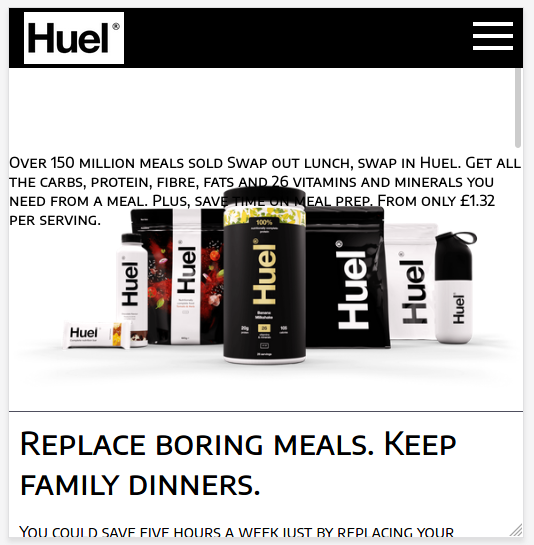 Huel®
Over 150 million meals sold Swap out lunch, swap in Huel. Get all
the carbs, protein, fibre, fats and 26 vitamins and minerals you
need from a meal. Plus, save time on meal prep. From only £1.32
per serving.
100%
Huel®
Huel®
Huel®
Huel®
Huel®
Huel®
Huel
Banana
Milkshake
20g
26
105
Replace boring meals. Keep
family dinners.
You could save five hours a week just by replacing your